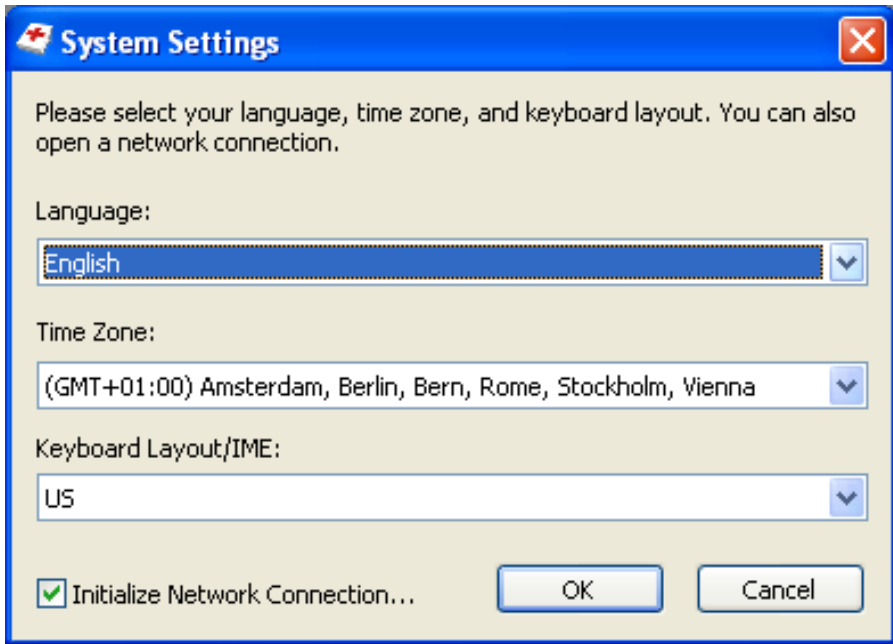 System Settings
Please select your language, time zone, and keyboard layout. You can also
open a network connection.
Language:
English
Time Zone:
(GMT+01:00) Amsterdam, Berlin, Bern, Rome, Stockholm, Vienna
Keyboard Layout/IME:
US
Initialize Network Connection... OK Cancel